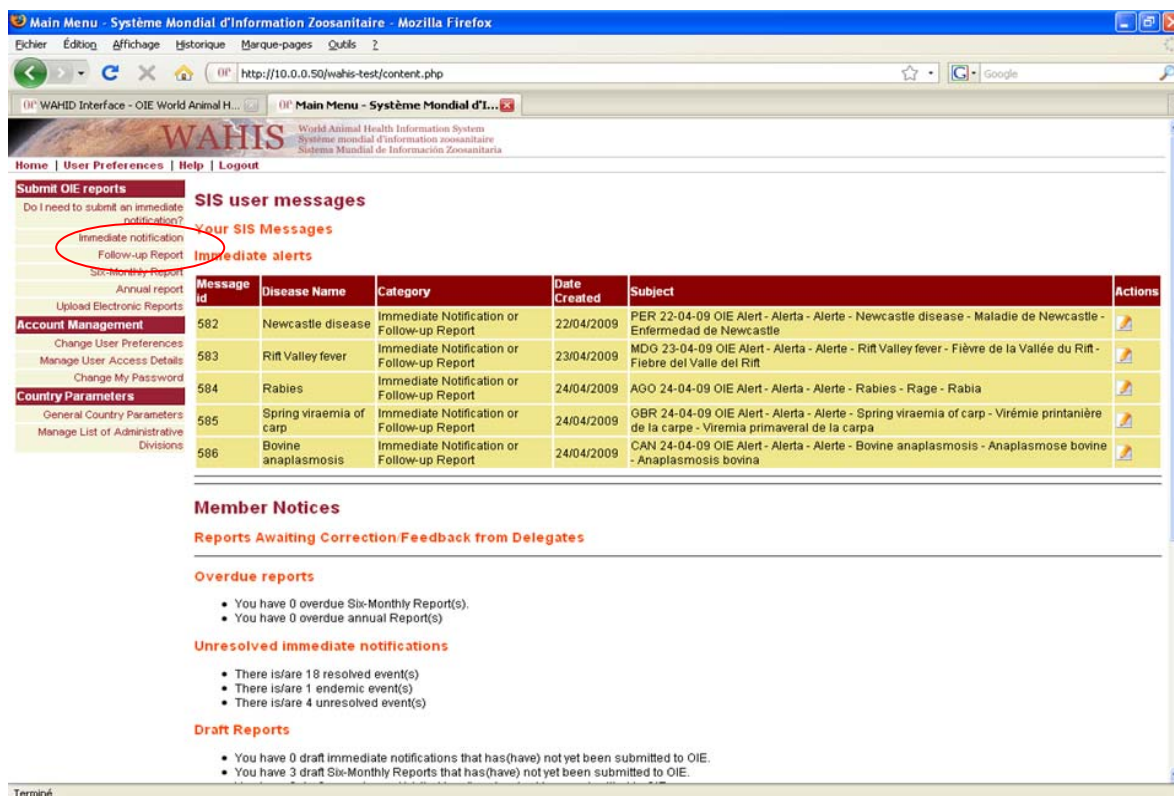 Main Menu - Système Mondial d'Information Zoosanitaire - Mozilla Firefox
Fichier Édition Affichage Historique Marque-pages Outils ?
http://10.0.0.50/wahis-test/content.php
Google
WAHID Interface - OIE World Animal H...
Main Menu - Système Mondial d'I...
WAHIS
World Animal Health Information System
Système mondial d'information zoosanitaire
Sistema Mundial de Información Zoosanitaria
Home | User Preferences | Help | Logout
Submit OIE reports
Do I need to submit an immediate
notification?
Immediate notification
Follow-up Report
Six-Monthly Report
Annual report
Upload Electronic Reports
Account Management
Change User Preferences
Manage User Access Details
Change My Password
Country Parameters
General Country Parameters
Manage List of Administrative
Divisions
SIS user messages
Your SIS Messages
Immediate alerts
Message id Disease Name Category Date Created Subject Actions
582 Newcastle disease Immediate Notification or Follow-up Report 22/04/2009 PER 22-04-09 OIE Alert - Alerta - Alerte - Newcastle disease - Maladie de Newcastle - Enfermedad de Newcastle
583 Rift Valley fever Immediate Notification or Follow-up Report 23/04/2009 MDG 23-04-09 OIE Alert - Alerta - Alerte - Rift Valley fever - Fièvre de la Vallée du Rift - Fiebre del Valle del Rift
584 Rabies Immediate Notification or Follow-up Report 24/04/2009 AGO 24-04-09 OIE Alert - Alerta - Alerte - Rabies - Rage - Rabia
585 Spring viraemia of carp Immediate Notification or Follow-up Report 24/04/2009 GBR 24-04-09 OIE Alert - Alerta - Alerte - Spring viraemia of carp - Virémie printanière de la carpe - Viremia primaveral de la carpa
586 Bovine anaplasmosis Immediate Notification or Follow-up Report 24/04/2009 CAN 24-04-09 OIE Alert - Alerta - Alerte - Bovine anaplasmosis - Anaplasmose bovine - Anaplasmosis bovina
Member Notices
Reports Awaiting Correction/Feedback from Delegates
Overdue reports
You have 0 overdue Six-Monthly Report(s).
You have 0 overdue annual Report(s)
Unresolved immediate notifications
There is/are 18 resolved event(s)
There is/are 1 endemic event(s)
There is/are 4 unresolved event(s)
Draft Reports
You have 0 draft immediate notifications that has(have) not yet been submitted to OIE.
You have 3 draft Six-Monthly Reports that has(have) not yet been submitted to OIE.
Terminé